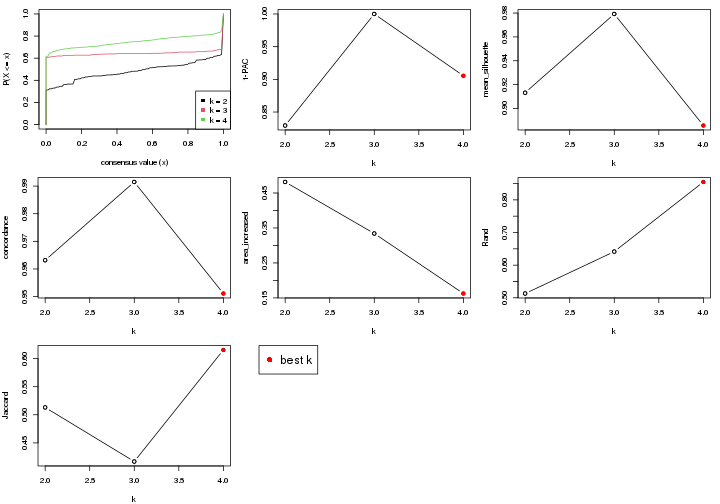 P(X <= x)
1.0
0.8
0.6
0.4
0.2
0.0
k = 2
k = 3
k = 4
0.0 0.2 0.4 0.6 0.8 1.0
consensus value (x)
1-PAC
1.00
0.95
0.90
0.85
2.0 2.5 3.0 3.5 4.0
k
mean_silhouette
0.98
0.96
0.94
0.92
0.90
2.0 2.5 3.0 3.5 4.0
k
concordance
0.99
0.98
0.97
0.96
0.95
2.0 2.5 3.0 3.5 4.0
k
area_increased
0.45
0.35
0.25
0.15
2.0 2.5 3.0 3.5 4.0
k
Rand
0.80
0.70
0.60
0.50
2.0 2.5 3.0 3.5 4.0
k
Jaccard
0.60
0.55
0.50
0.45
2.0 2.5 3.0 3.5 4.0
k
best k